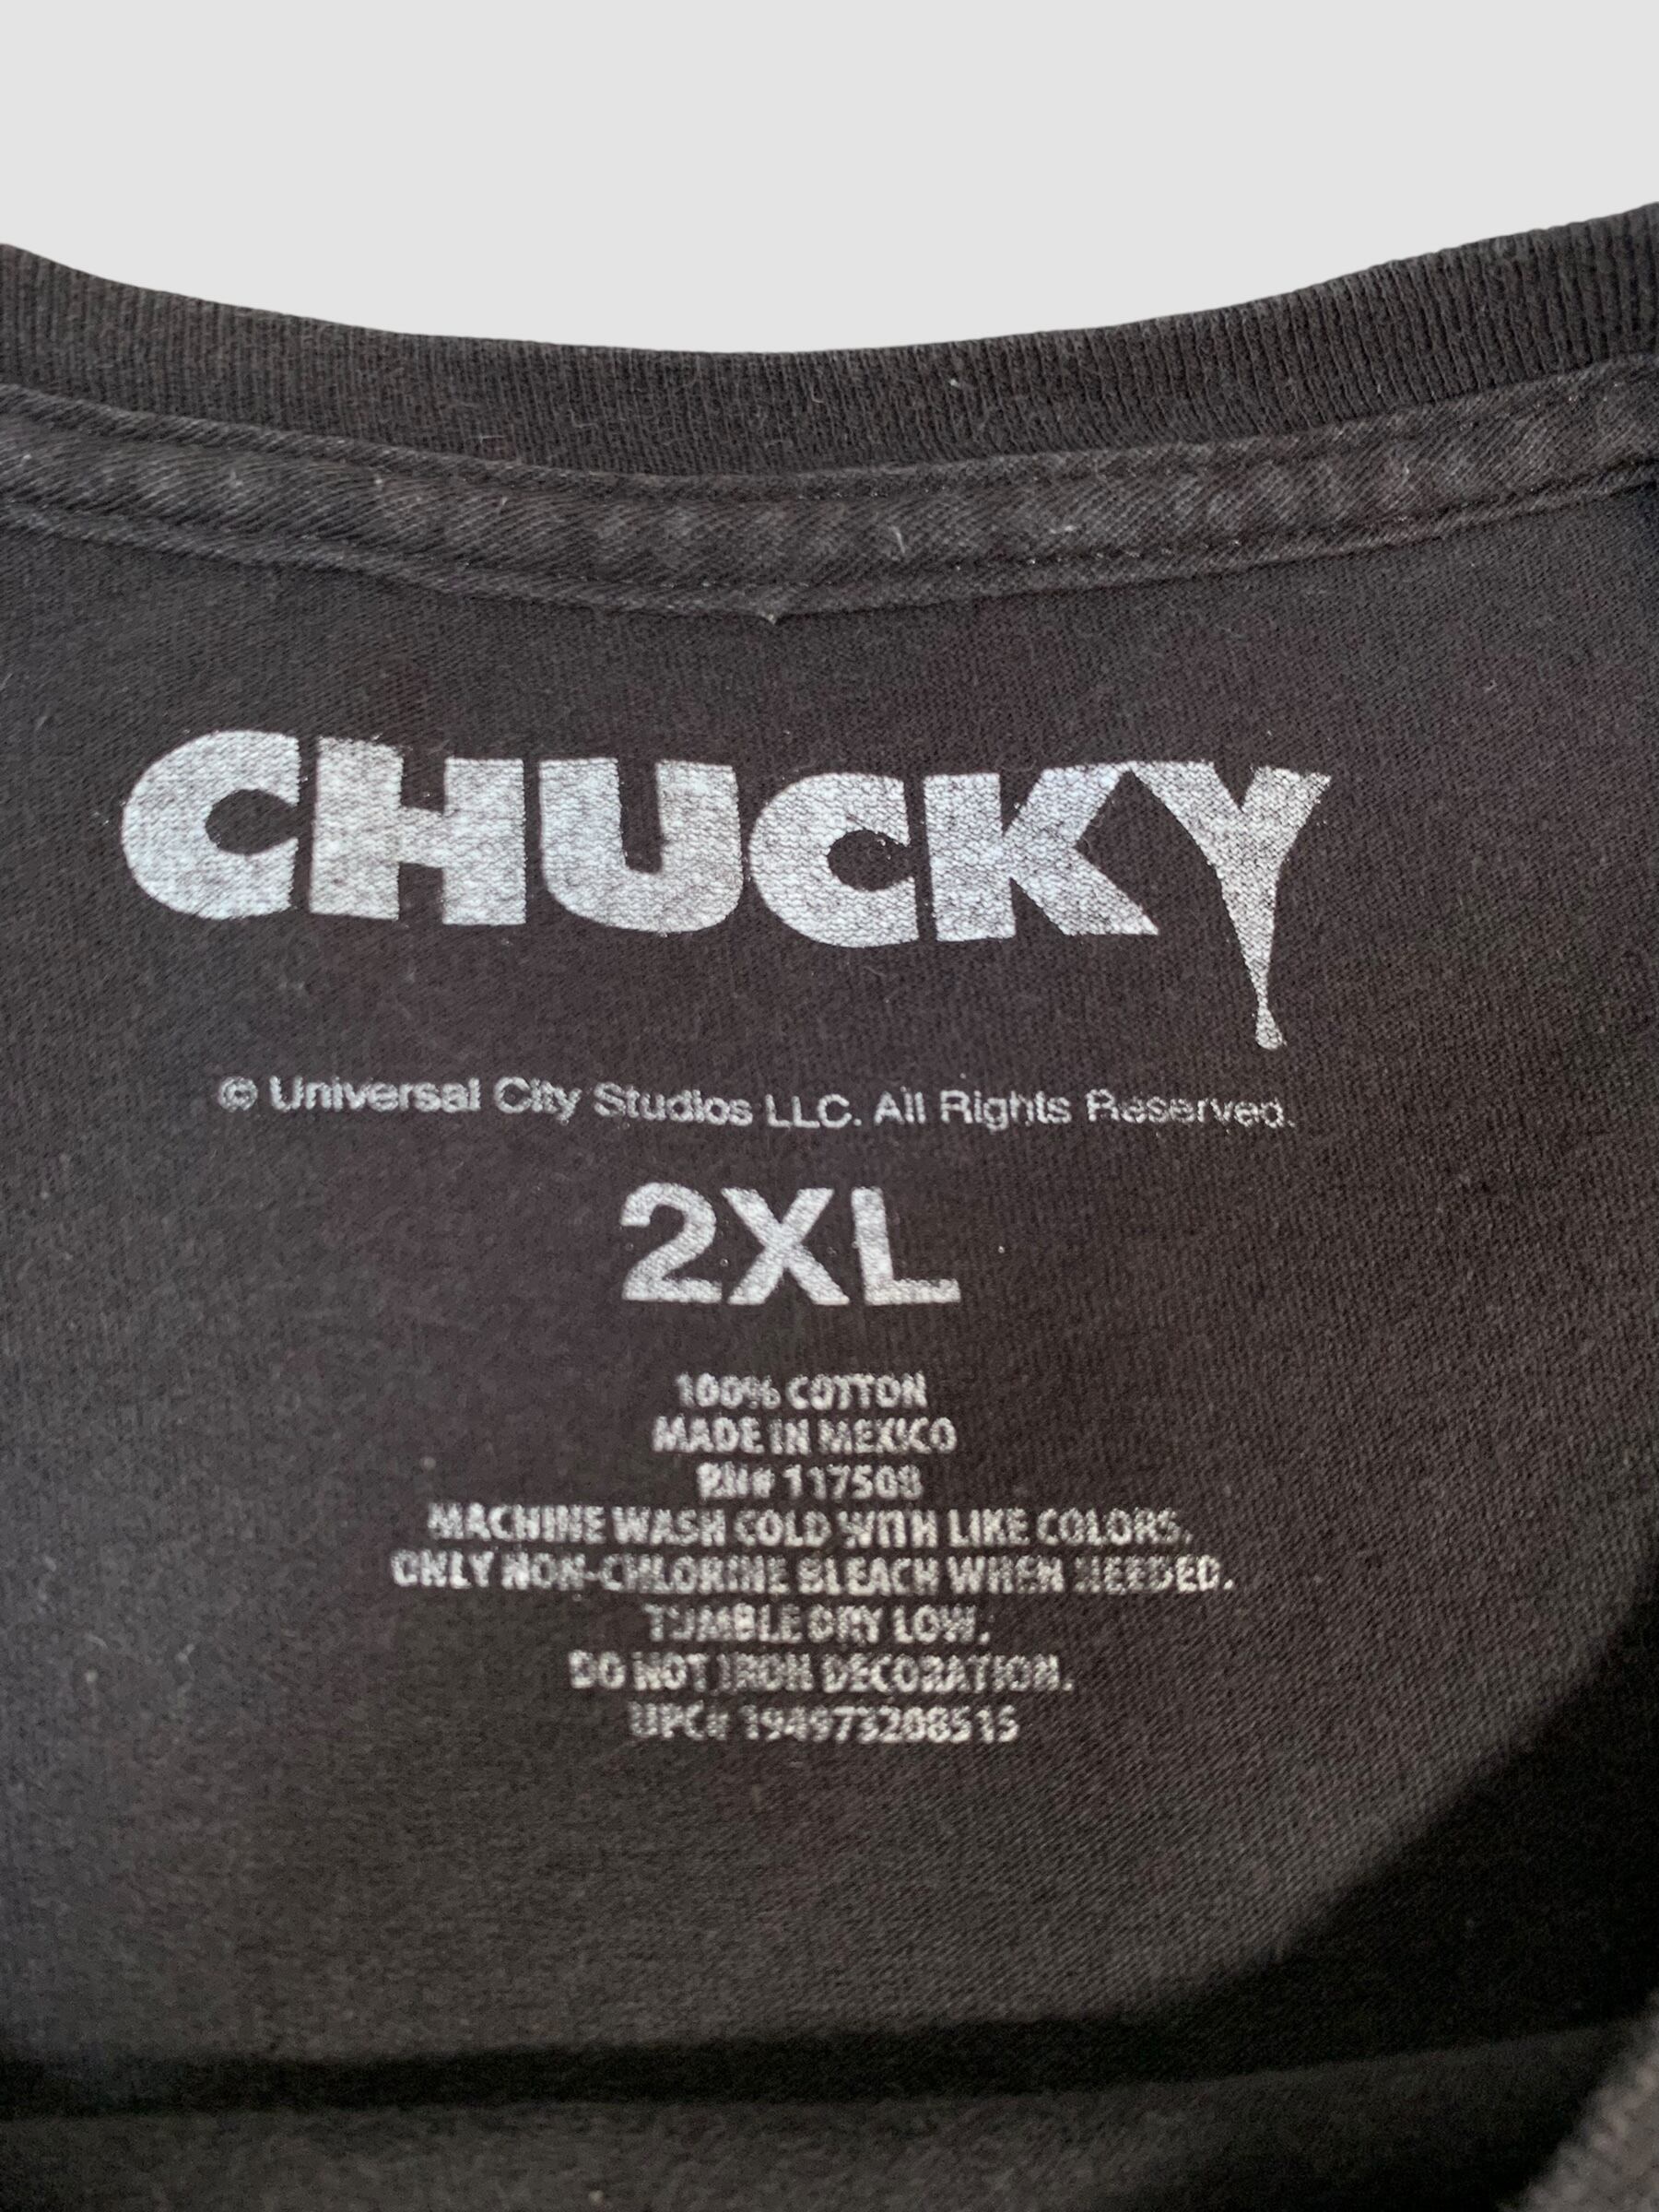 CHUCKY
© Universal City Studios LLC. All Rights Reserved.
2XL
100% COTTON
MADE IN MEXICO
RN# 117508
MACHINE WASH COLD WITH LIKE COLORS.
ONLY NON-CHLORINE BLEACH WHEN NEEDED.
TUMBLE DRY LOW.
DO NOT IRON DECORATION.
UPC# 194973208515